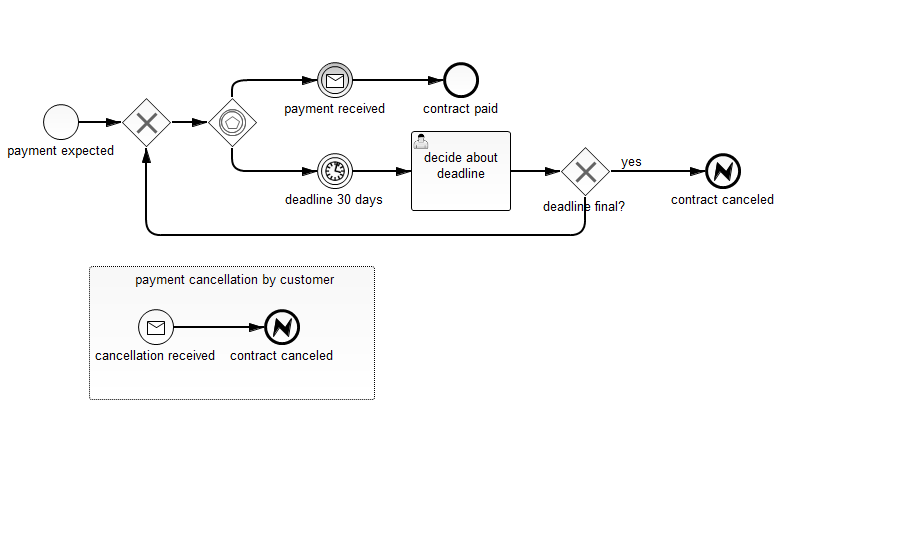 payment expected
payment received
contract paid
decide about
deadline
deadline 30 days
yes
deadline final?
contract canceled
payment cancellation by customer
cancellation received
contract canceled